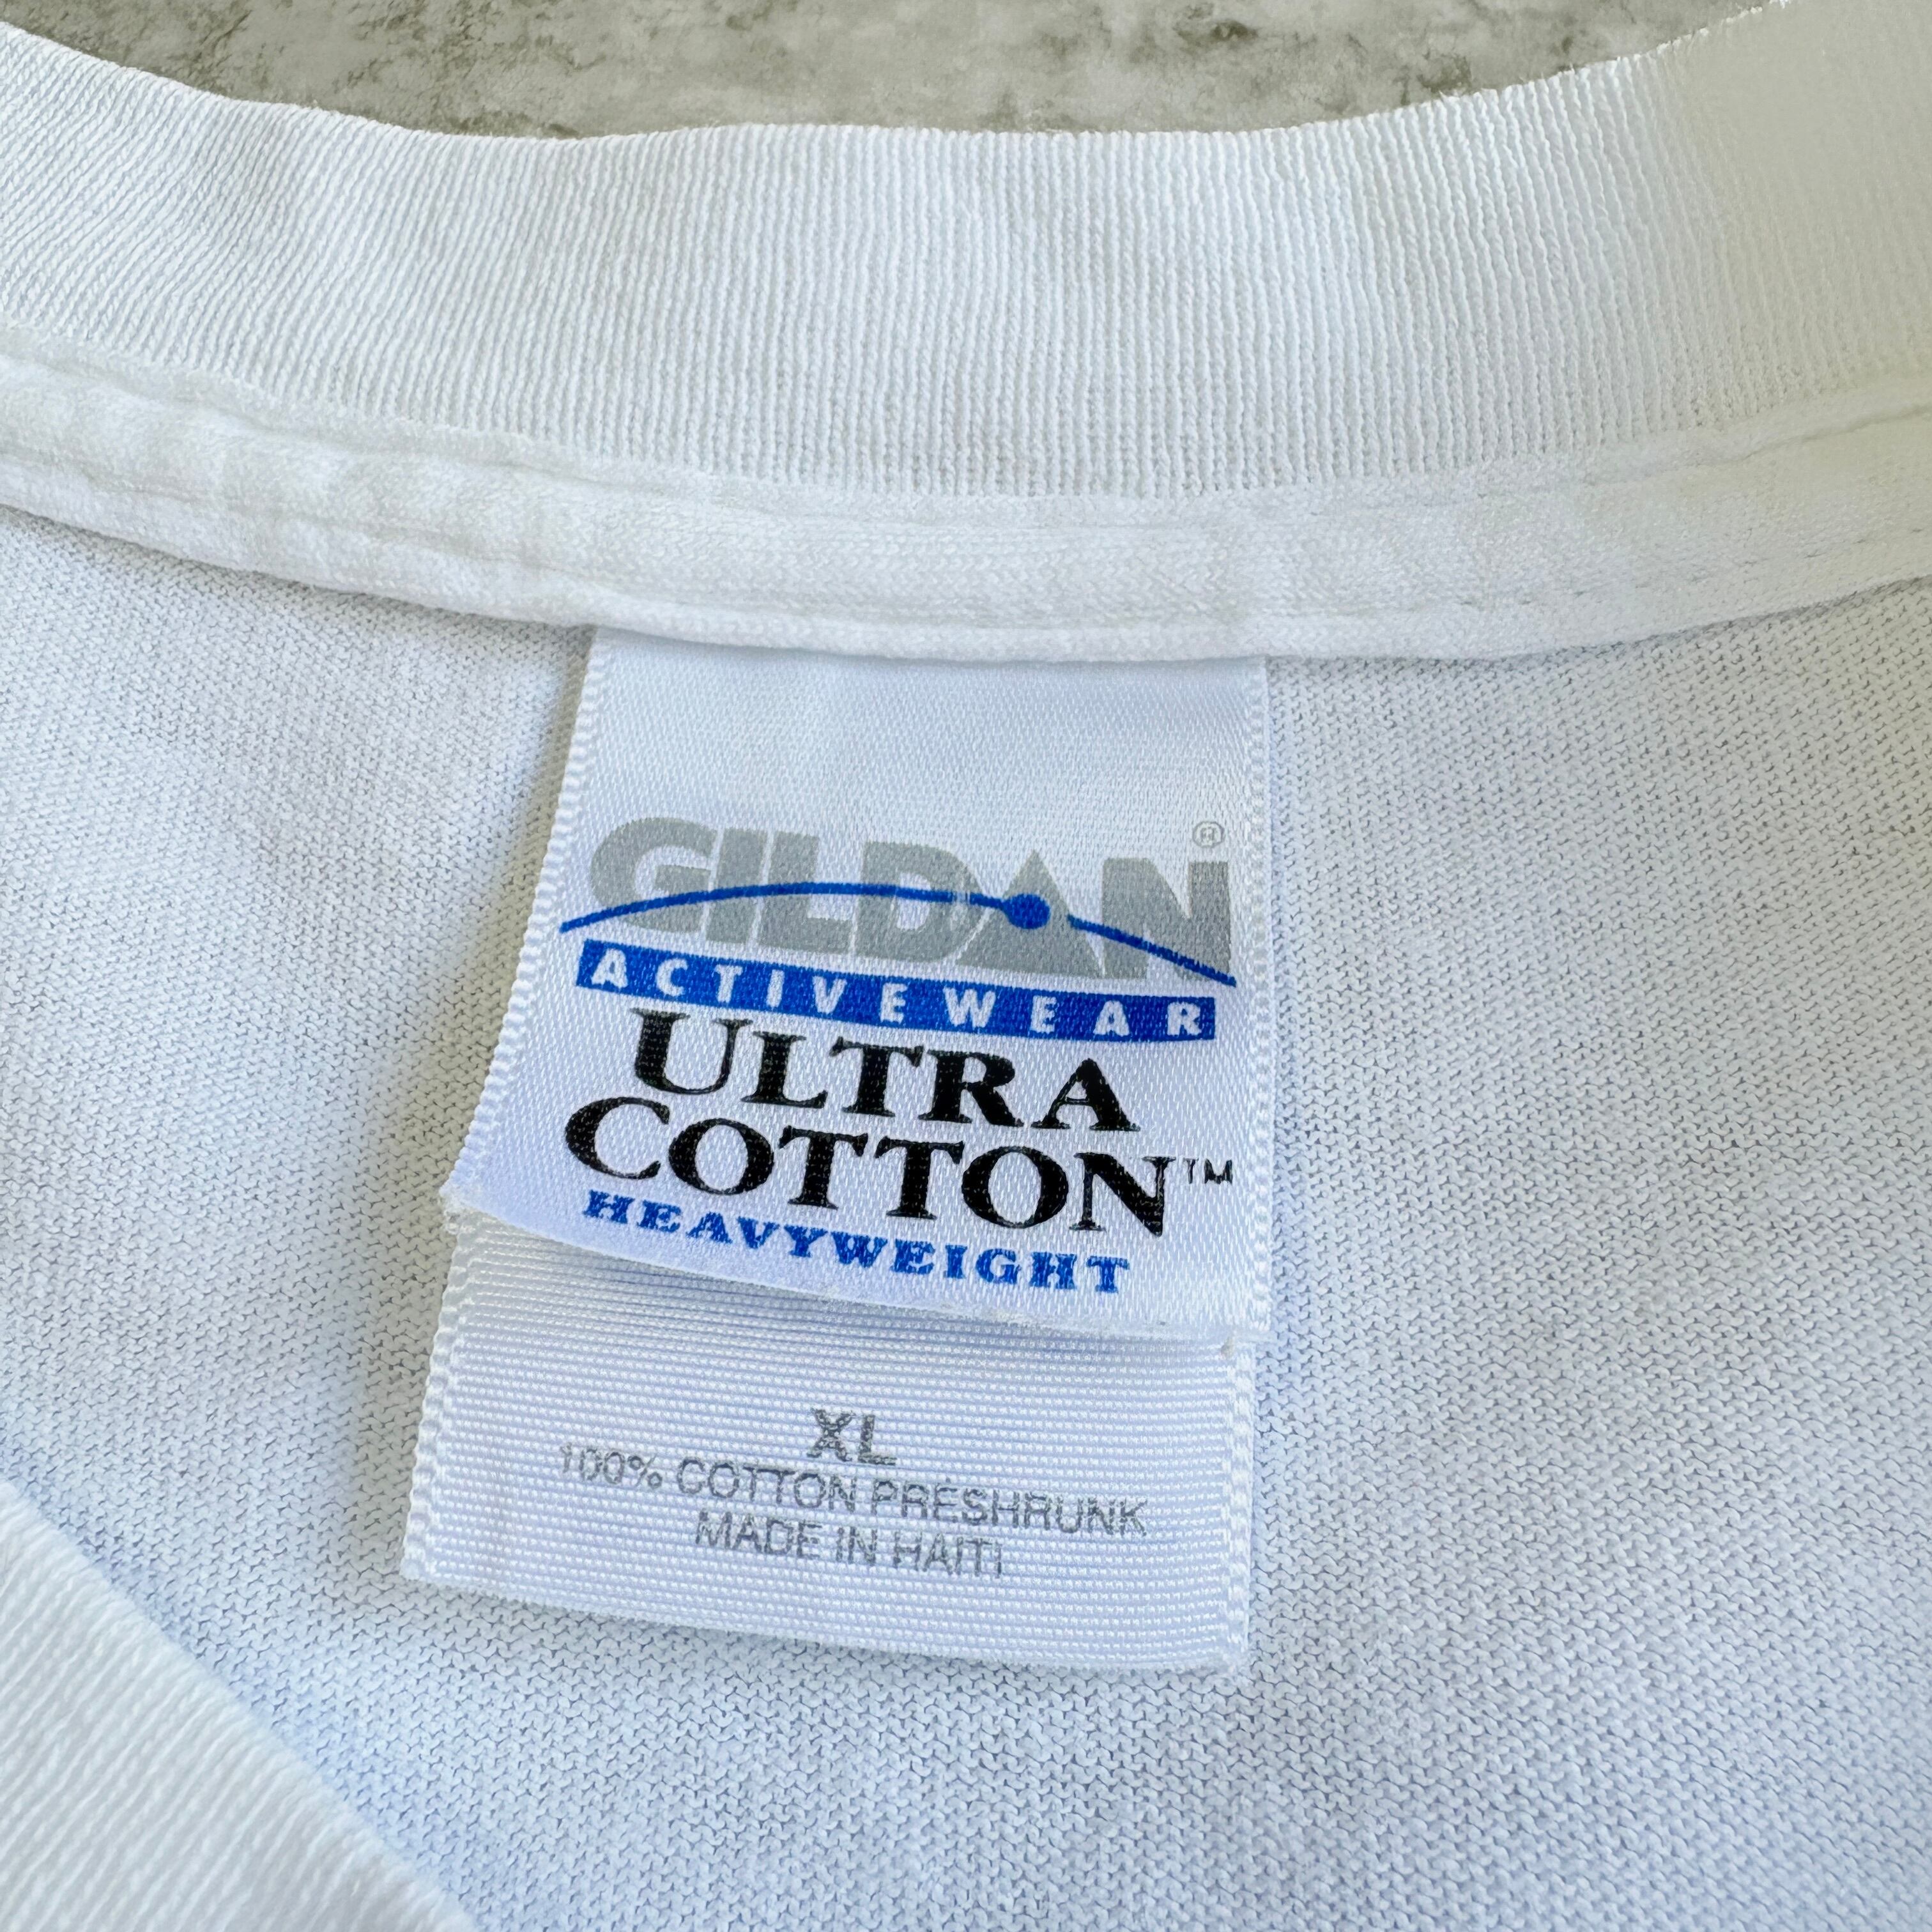 GILDAN®
ACTIVEWEAR
ULTRA
COTTON™
HEAVYWEIGHT
XL
100% COTTON PRESHRUNK
MADE IN HAITI